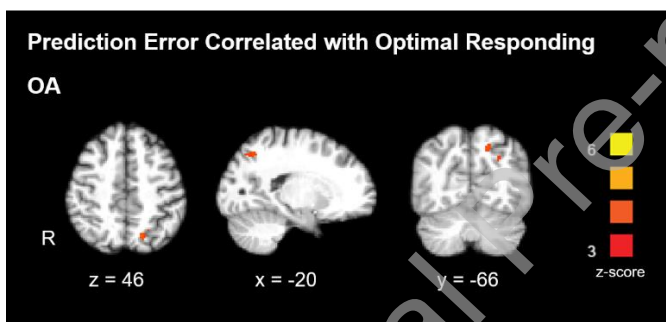 Prediction Error Correlated with Optimal Responding
OA
6
R
3
z-score
z = 46
x = -20
y = -66